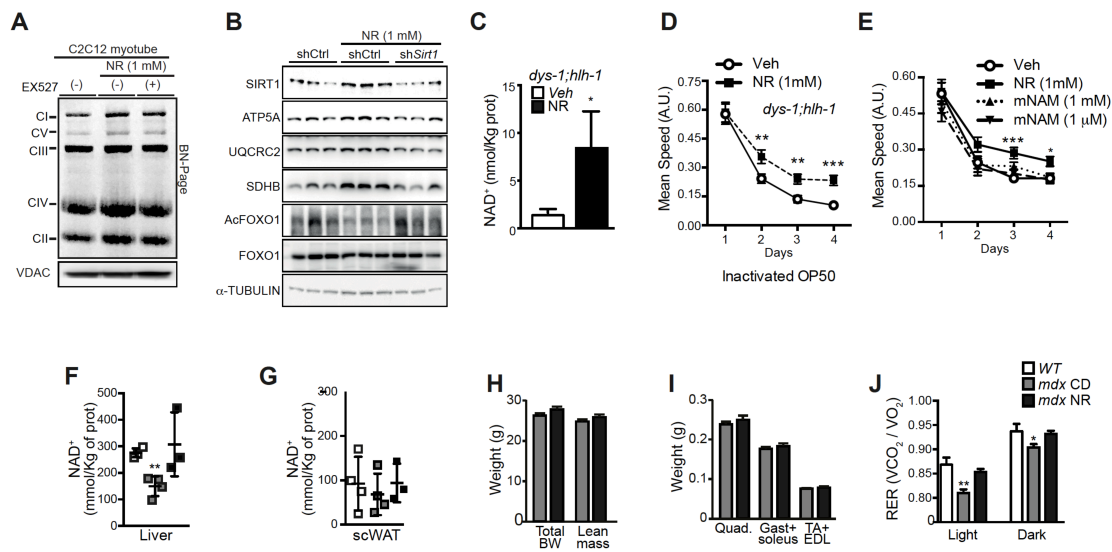 A
C2C12 myotube
NR (1 mM)
EX527 (-) (-) (+)
CI
CV
CIII
CIV
CII
BN-Page
VDAC
B
NR (1 mM)
shCtrl shCtrl shSirt1
SIRT1
ATP5A
UQCRC2
SDHB
AcFOXO1
FOXO1
α-TUBULIN
C
dys-1;hlh-1
Veh
NR
*
NAD+ (nmol/Kg prot)
15
10
5
0
D
Veh
NR (1mM)
dys-1;hlh-1
Mean Speed (A.U.)
0.60
0.45
0.30
0.15
0.00
** ** ***
1 2 3 4
Days
Inactivated OP50
E
Veh
NR (1mM)
mNAM (1 mM)
mNAM (1 µM)
Mean Speed (A.U.)
0.60
0.45
0.30
0.15
0.00
*** *
1 2 3 4
Days
F
NAD+
(mmol/Kg of prot)
500
400
300
200
100
0
**
Liver
G
NAD+
(mmol/Kg of prot)
300
200
100
0
scWAT
H
Weight (g)
30
20
10
0
Total BW
Lean mass
I
Weight (g)
0.3
0.2
0.1
0
Quad.
Gast+ soleus
TA+ EDL
J
WT
mdx CD
mdx NR
RER (VCO2 / VO2)
1.00
0.95
0.90
0.85
0.80
** *
Light Dark